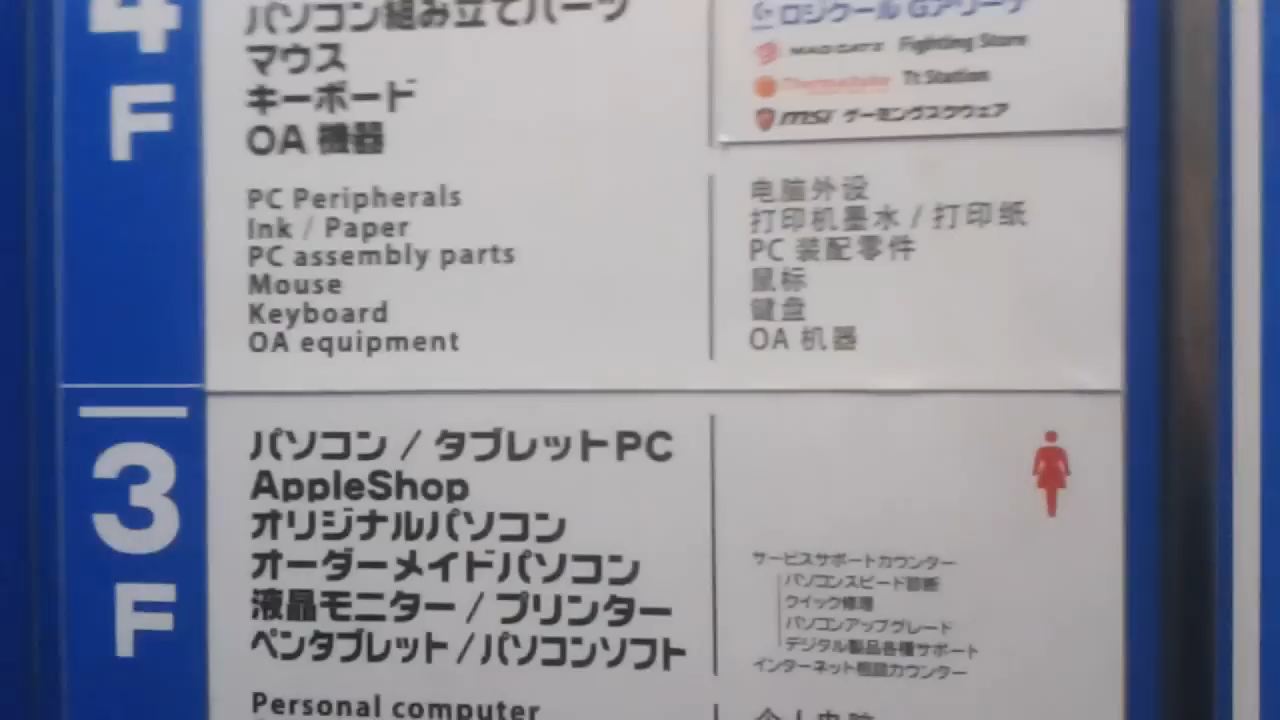 4
F
パソコン組み立てパーツ
マウス
キーボード
OA 機器
ロジクール Gアリーナ
MAD CATZ Fighting Store
Thermaltake Tt Station
msi ゲーミングスクウェア
PC Peripherals
Ink / Paper
PC assembly parts
Mouse
Keyboard
OA equipment
电脑外设
打印机墨水 / 打印纸
PC 装配零件
鼠标
键盘
OA 机器
3
F
パソコン / タブレットPC
AppleShop
オリジナルパソコン
オーダーメイドパソコン
液晶モニター / プリンター
ペンタブレット / パソコンソフト
サービスサポートカウンター
パソコンスピード診断
クイック修理
パソコンアップグレード
デジタル製品各種サポート
インターネット相談カウンター
Personal computer
个人电脑